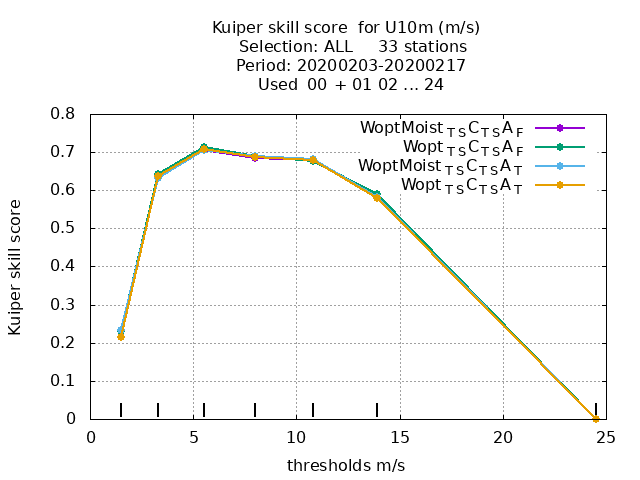 Kuiper skill score for U10m (m/s)
Selection: ALL 33 stations
Period: 20200203-20200217
Used 00 + 01 02 ... 24
WoptMoist TS C TS A F
Wopt TS C TS A F
WoptMoist TS C TS A T
Wopt TS C TS A T
Kuiper skill score
0.8
0.7
0.6
0.5
0.4
0.3
0.2
0.1
0
0 5 10 15 20 25
thresholds m/s